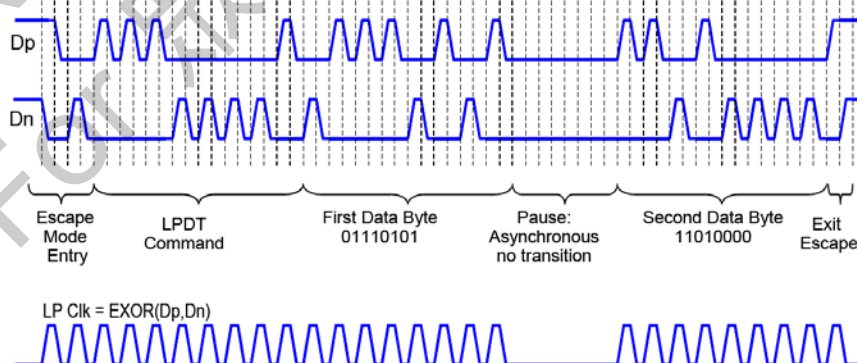 Dp
Dn
Escape
Mode
Entry
LPDT
Command
First Data Byte
01110101
Pause:
Asynchronous
no transition
Second Data Byte
11010000
Exit
Escape
LP Clk = EXOR(Dp,Dn)
For